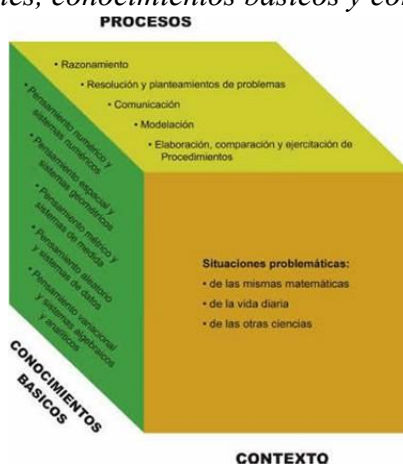 es, conocimientos básicos y con
PROCESOS
• Razonamiento
• Resolución y planteamientos de problemas
• Comunicación
• Modelación
• Elaboración, comparación y ejercitación de
Procedimientos
• Pensamiento numérico y
sistemas numéricos
• Pensamiento espacial y
sistemas geométricos
• Pensamiento métrico y
sistemas de medida
• Pensamiento aleatorio
y sistemas de datos
• Pensamiento variacional
y sistemas algebraicos
y analíticos
Situaciones problemáticas:
• de las mismas matemáticas
• de la vida diaria
• de las otras ciencias
CONOCIMIENTOS
BASICOS
CONTEXTO